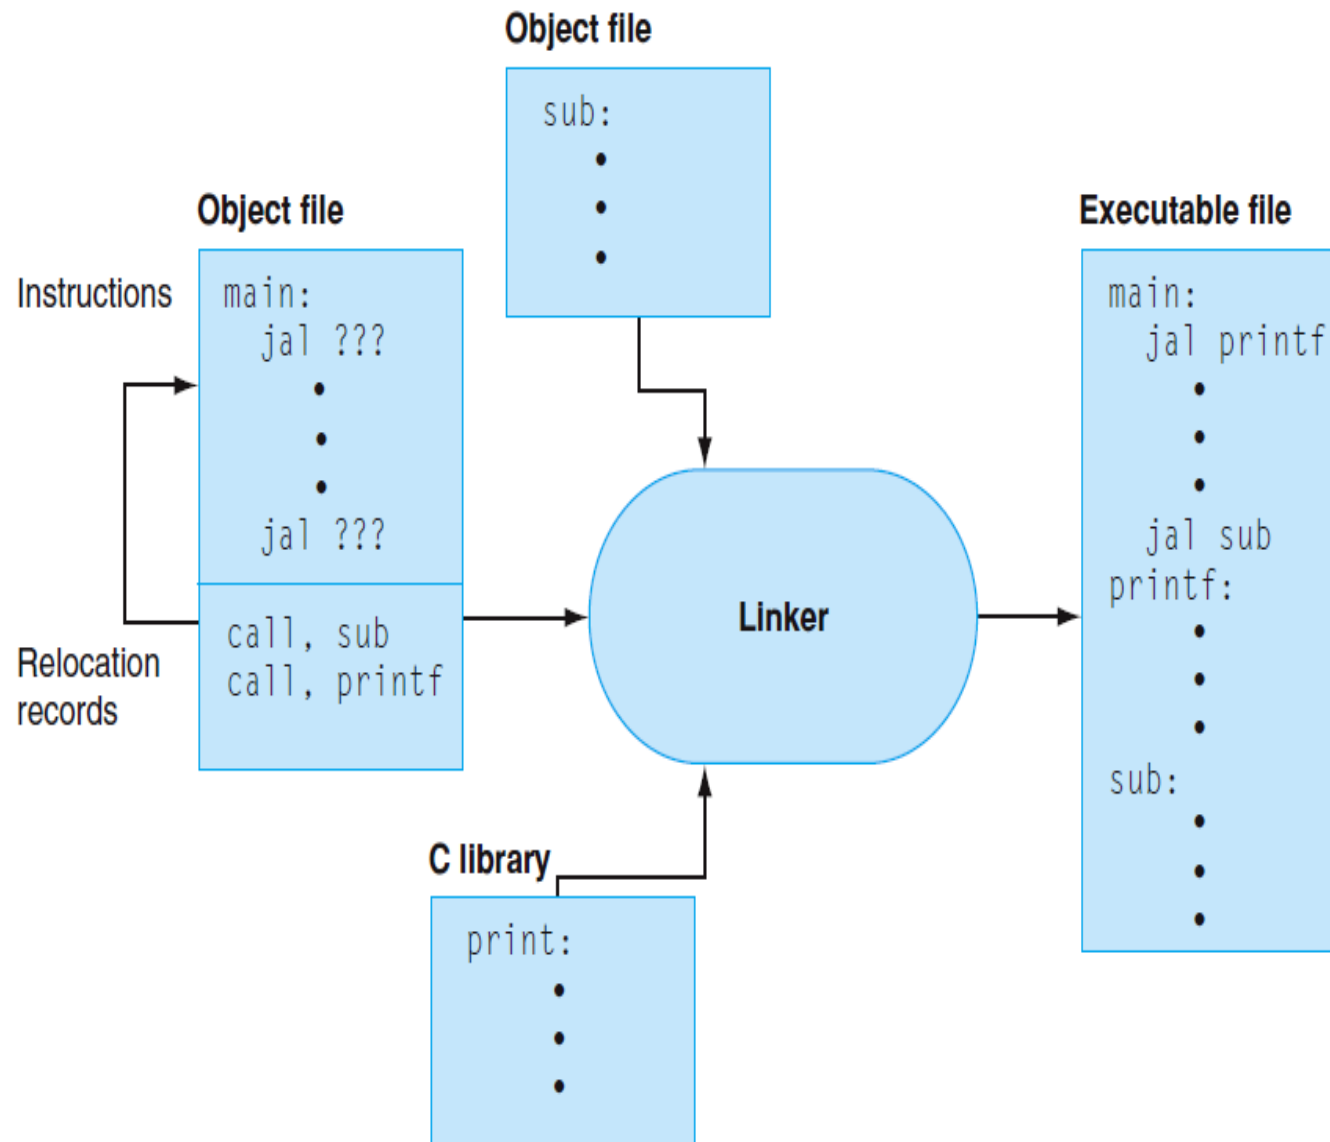 Object file
sub:
Object file
Instructions
main:
jal ???
jal ???
Relocation
records
call, sub
call, printf
Linker
C library
print:
Executable file
main:
jal printf
jal sub
printf:
sub: